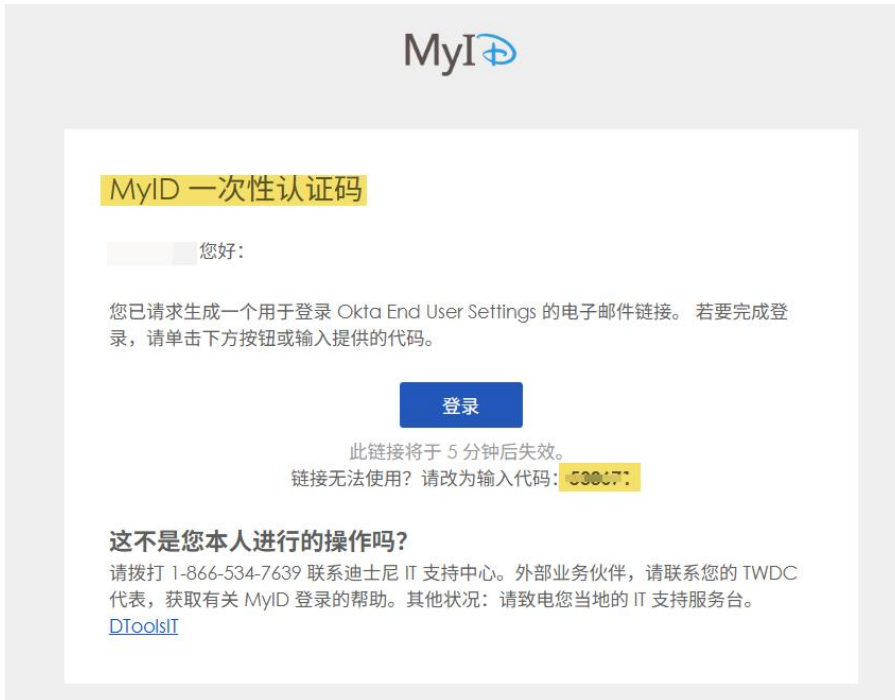 MyID
MyID 一次性认证码
您好：
您已请求生成一个用于登录 Okta End User Settings 的电子邮件链接。 若要完成登
录，请单击下方按钮或输入提供的代码。
登录
此链接将于 5 分钟后失效。
链接无法使用？请改为输入代码：
这不是您本人进行的操作吗？
请拨打 1-866-534-7639 联系迪士尼 IT 支持中心。外部业务伙伴，请联系您的 TWDC
代表，获取有关 MyID 登录的帮助。其他状况：请致电您当地的 IT 支持服务台。
DToolsIT